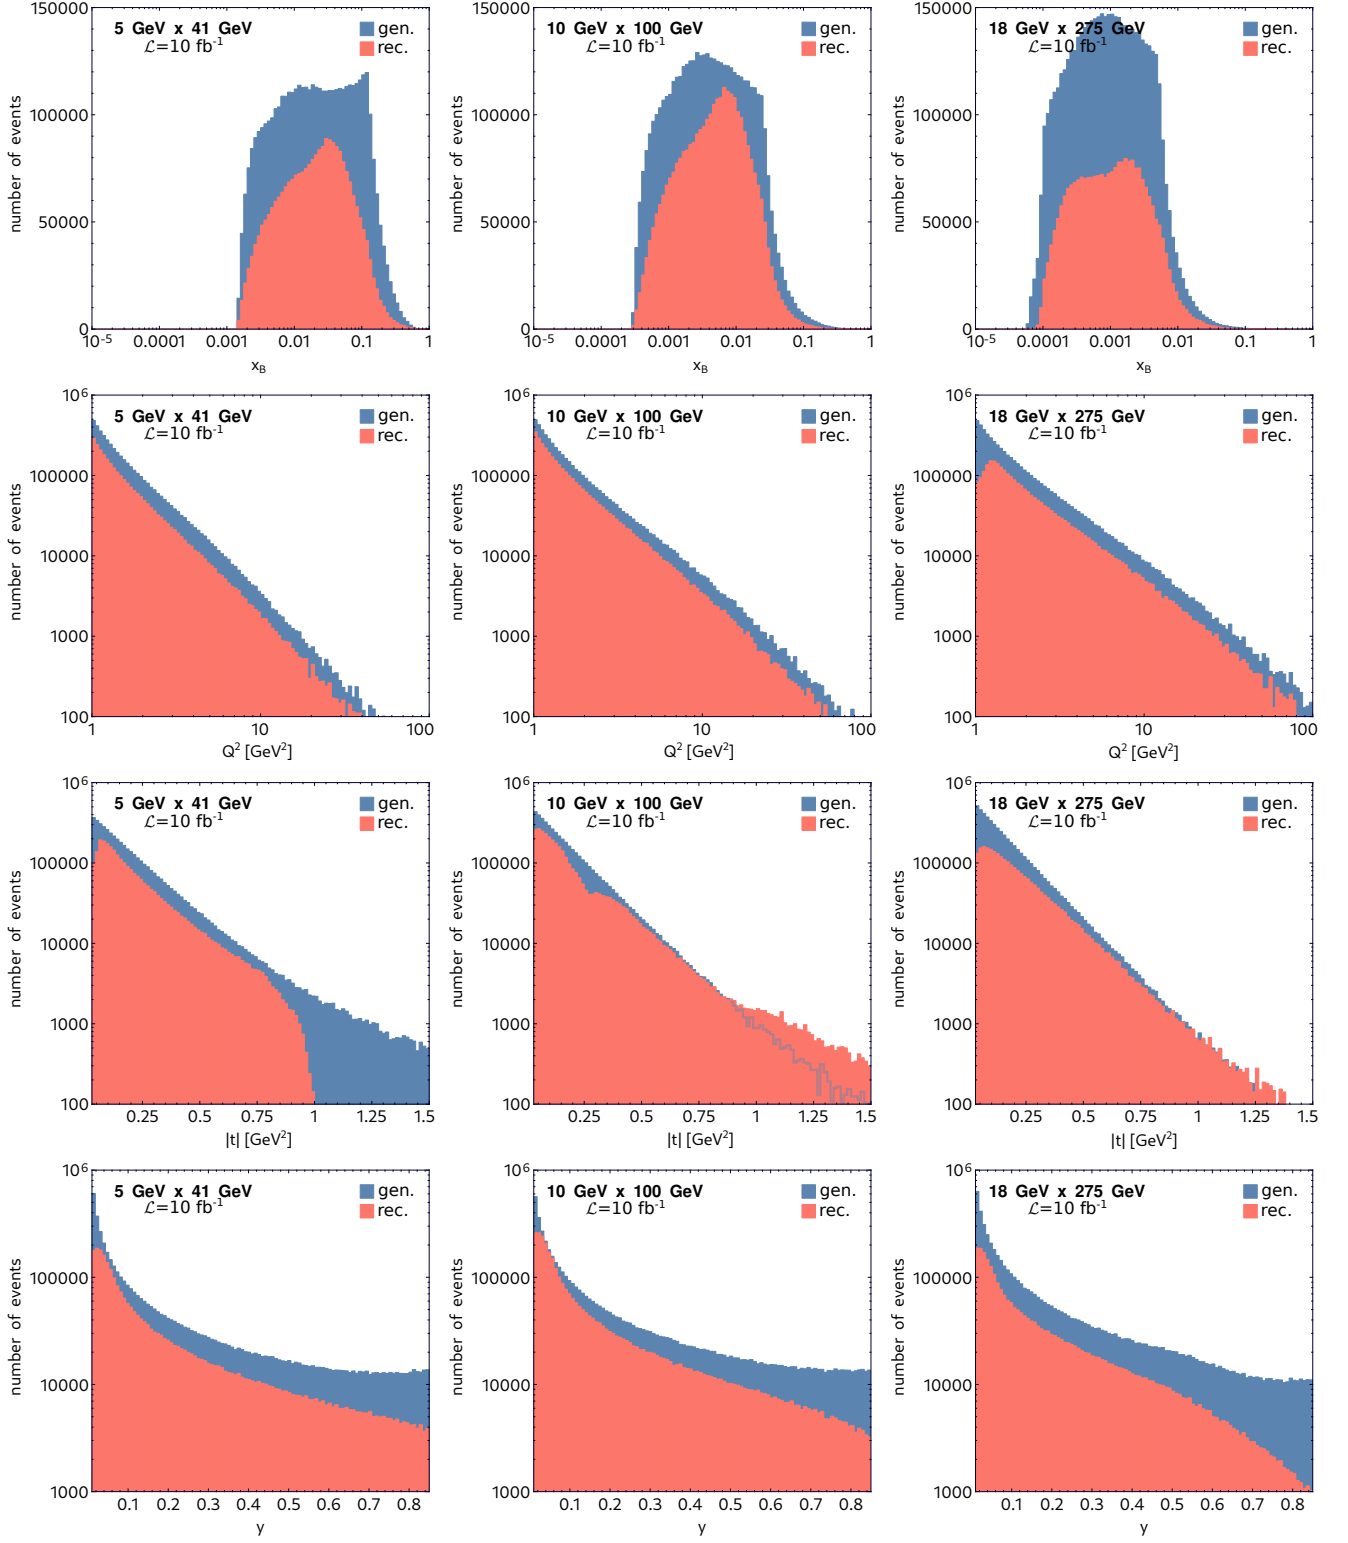 5 GeV x 41 GeV
ℒ=10 fb⁻¹
gen.
rec.
150000
100000
50000
0
10⁻⁵ 0.0001 0.001 0.01 0.1 1
number of events
x_B
10 GeV x 100 GeV
ℒ=10 fb⁻¹
gen.
rec.
150000
100000
50000
0
10⁻⁵ 0.0001 0.001 0.01 0.1 1
number of events
x_B
18 GeV x 275 GeV
ℒ=10 fb⁻¹
gen.
rec.
150000
100000
50000
0
10⁻⁵ 0.0001 0.001 0.01 0.1 1
number of events
x_B
5 GeV x 41 GeV
ℒ=10 fb⁻¹
gen.
rec.
10⁶
100000
10000
1000
100
1 10 100
number of events
Q² [GeV²]
10 GeV x 100 GeV
ℒ=10 fb⁻¹
gen.
rec.
10⁶
100000
10000
1000
100
1 10 100
number of events
Q² [GeV²]
18 GeV x 275 GeV
ℒ=10 fb⁻¹
gen.
rec.
10⁶
100000
10000
1000
100
1 10 100
number of events
Q² [GeV²]
5 GeV x 41 GeV
ℒ=10 fb⁻¹
gen.
rec.
10⁶
100000
10000
1000
100
0.25 0.5 0.75 1 1.25 1.5
number of events
|t| [GeV²]
10 GeV x 100 GeV
ℒ=10 fb⁻¹
gen.
rec.
10⁶
100000
10000
1000
100
0.25 0.5 0.75 1 1.25 1.5
number of events
|t| [GeV²]
18 GeV x 275 GeV
ℒ=10 fb⁻¹
gen.
rec.
10⁶
100000
10000
1000
100
0.25 0.5 0.75 1 1.25 1.5
number of events
|t| [GeV²]
5 GeV x 41 GeV
ℒ=10 fb⁻¹
gen.
rec.
10⁶
100000
10000
1000
0.1 0.2 0.3 0.4 0.5 0.6 0.7 0.8
number of events
y
10 GeV x 100 GeV
ℒ=10 fb⁻¹
gen.
rec.
10⁶
100000
10000
1000
0.1 0.2 0.3 0.4 0.5 0.6 0.7 0.8
number of events
y
18 GeV x 275 GeV
ℒ=10 fb⁻¹
gen.
rec.
10⁶
100000
10000
1000
0.1 0.2 0.3 0.4 0.5 0.6 0.7 0.8
number of events
y